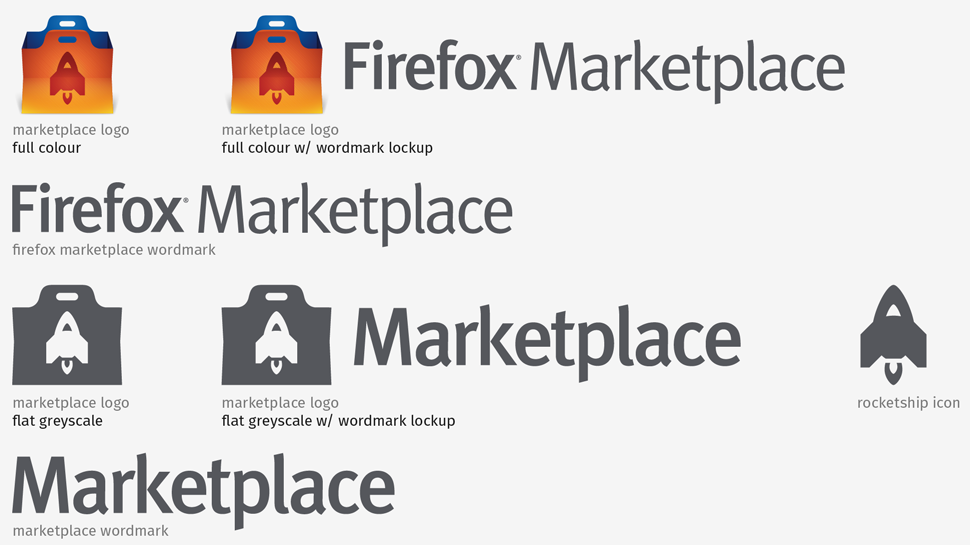 Firefox® Marketplace
marketplace logo
full colour
marketplace logo
full colour w/ wordmark lockup
Firefox® Marketplace
firefox marketplace wordmark
Marketplace
marketplace logo
flat greyscale
marketplace logo
flat greyscale w/ wordmark lockup
rocketship icon
Marketplace
marketplace wordmark